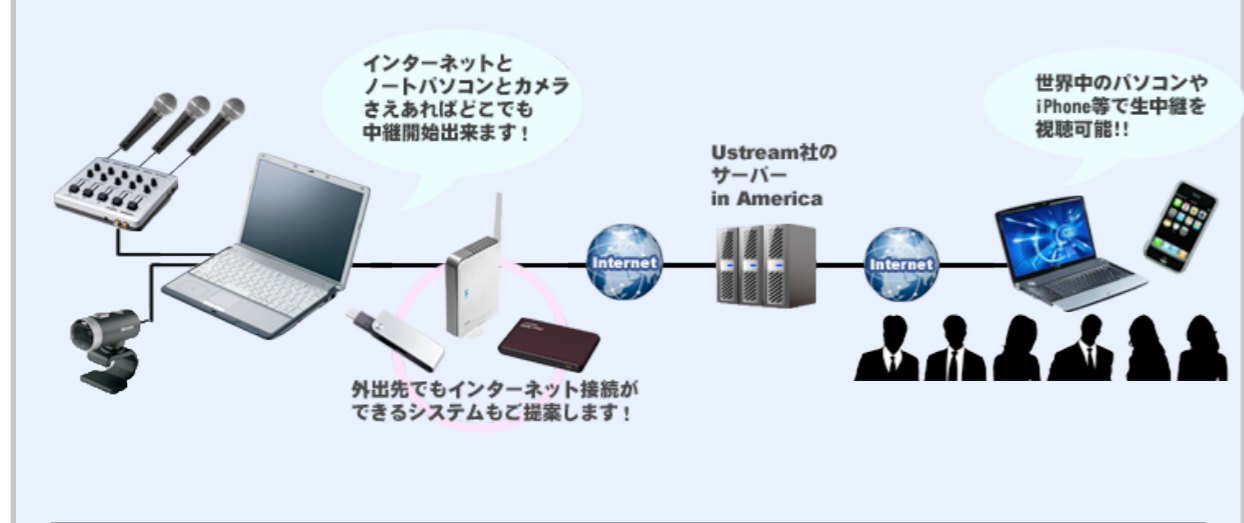 インターネットと
ノートパソコンとカメラ
さえあればどこでも
中継開始出来ます！
世界中のパソコンや
iPhone等で生中継を
視聴可能!!
Ustream社の
サーバー
in America
Internet
Internet
外出先でもインターネット接続が
できるシステムもご提案します！